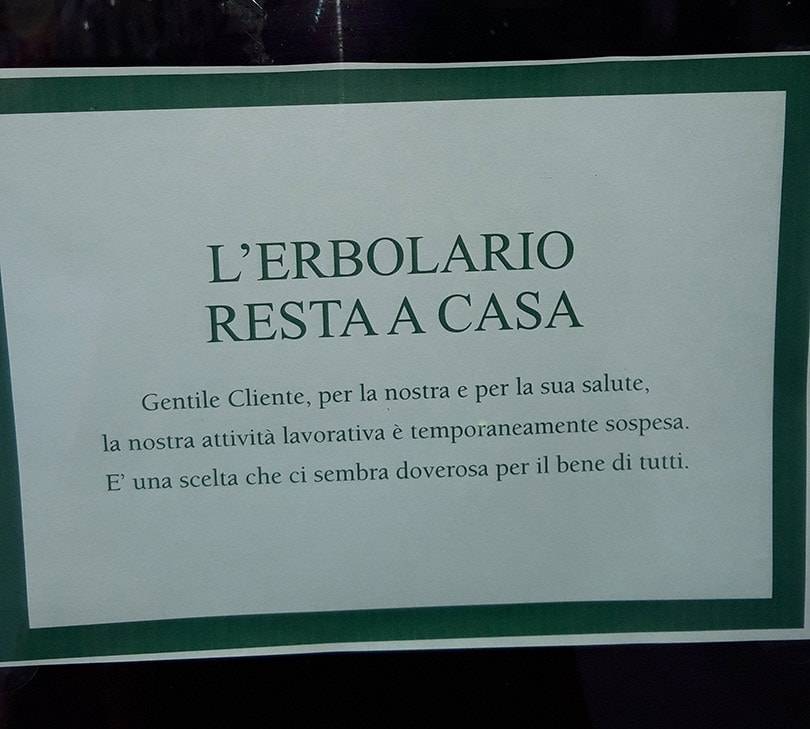 L'ERBOLARIO
RESTA A CASA
Gentile Cliente, per la nostra e per la sua salute,
la nostra attività lavorativa è temporaneamente sospesa.
E' una scelta che ci sembra doverosa per il bene di tutti.